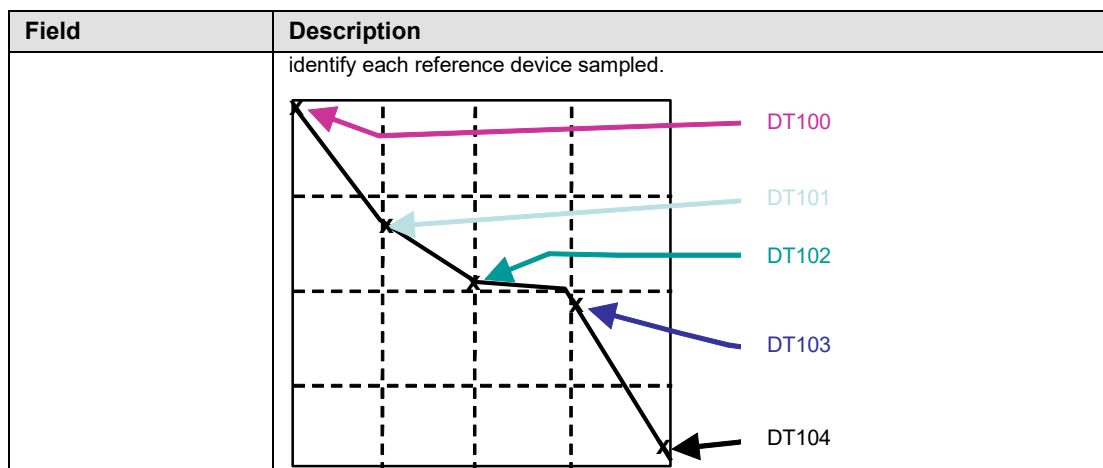 Field Description
identify each reference device sampled.
x
DT100
DT101
x
DT102
x
x
DT103
DT104
x